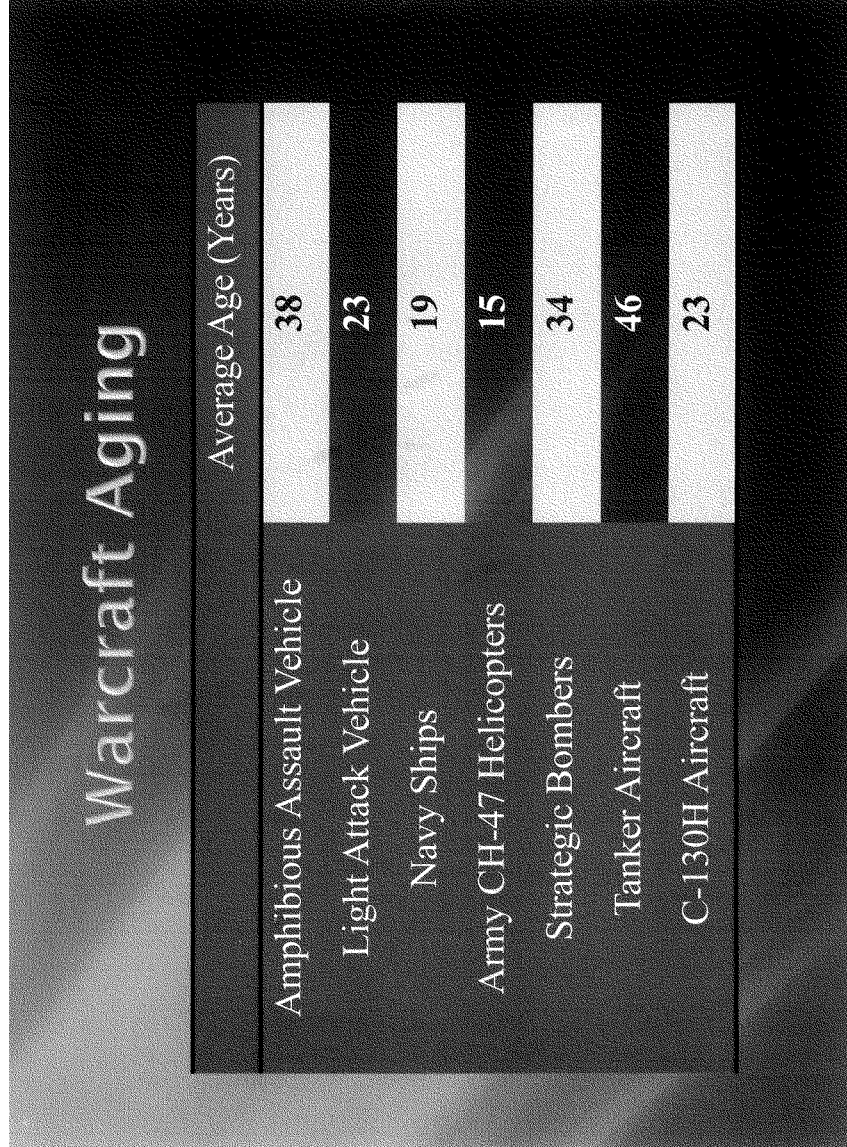 Warcraft Aging
Average Age (Years)
Amphibious Assault Vehicle 38
Light Attack Vehicle 23
Navy Ships 19
Army CH-47 Helicopters 15
Strategic Bombers 34
Tanker Aircraft 46
C-130H Aircraft 23